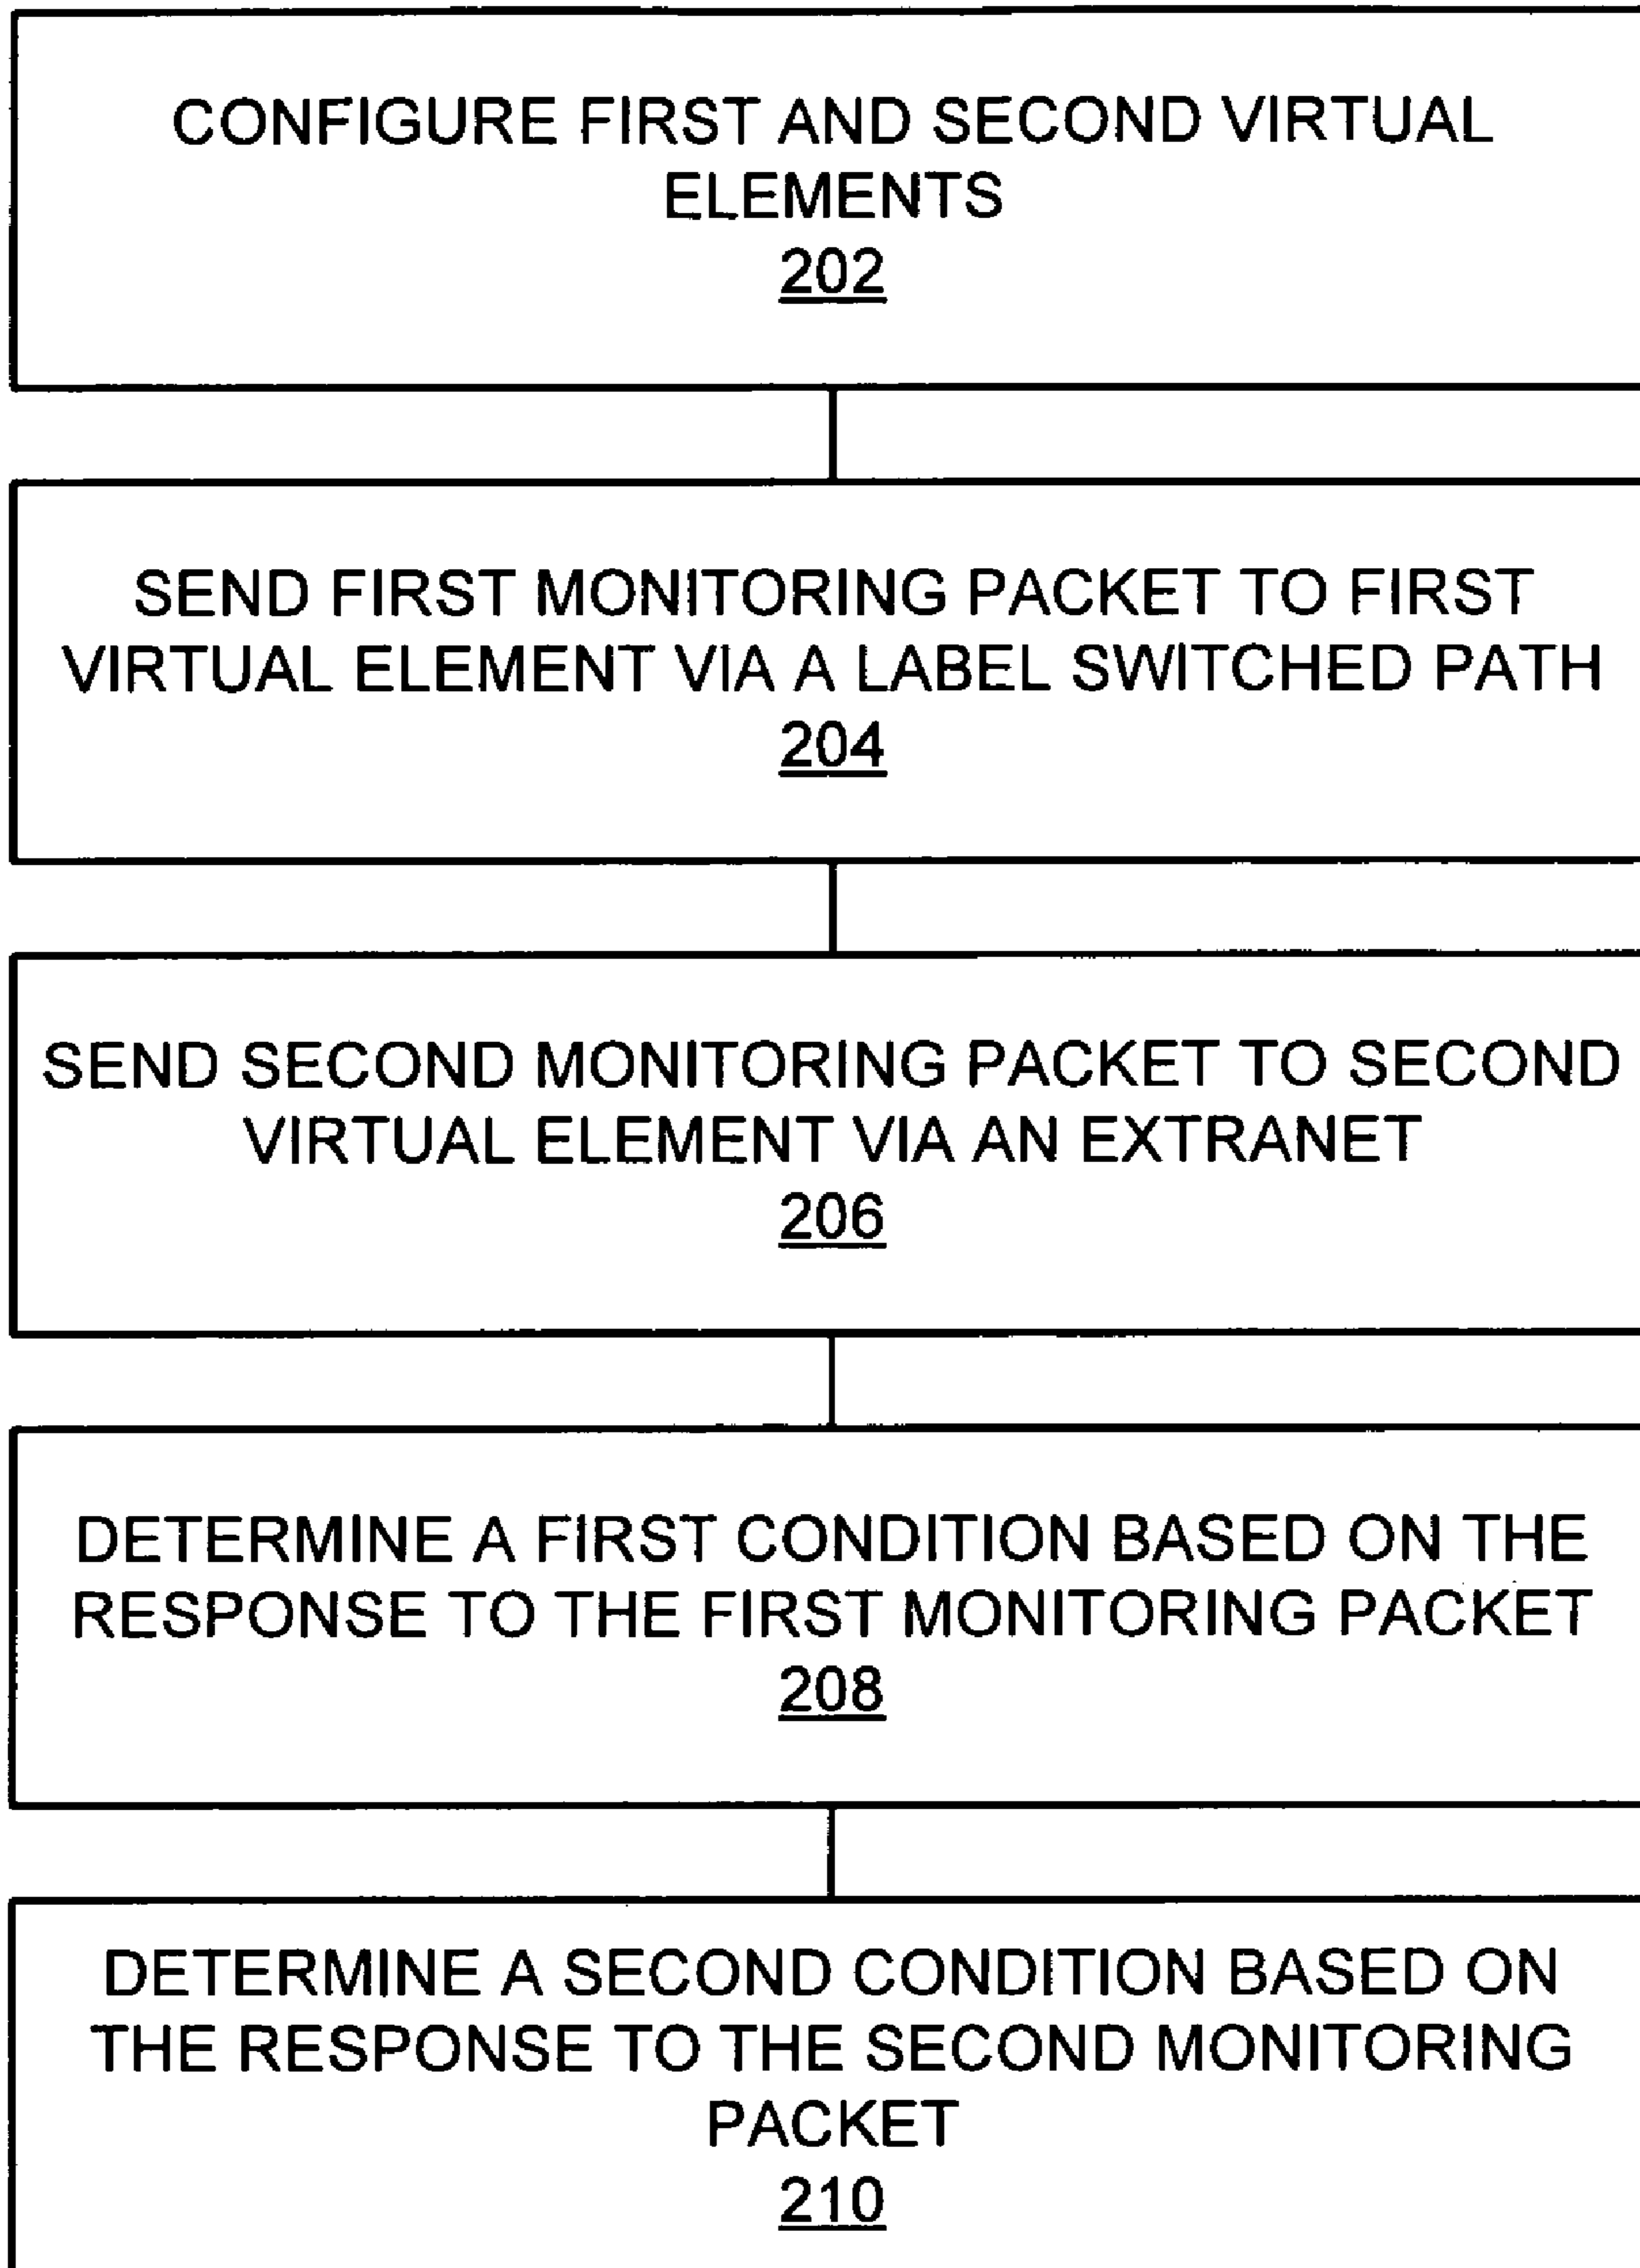 CONFIGURE FIRST AND SECOND VIRTUAL
ELEMENTS
202
SEND FIRST MONITORING PACKET TO FIRST
VIRTUAL ELEMENT VIA A LABEL SWITCHED PATH
204
SEND SECOND MONITORING PACKET TO SECOND
VIRTUAL ELEMENT VIA AN EXTRANET
206
DETERMINE A FIRST CONDITION BASED ON THE
RESPONSE TO THE FIRST MONITORING PACKET
208
DETERMINE A SECOND CONDITION BASED ON
THE RESPONSE TO THE SECOND MONITORING
PACKET
210